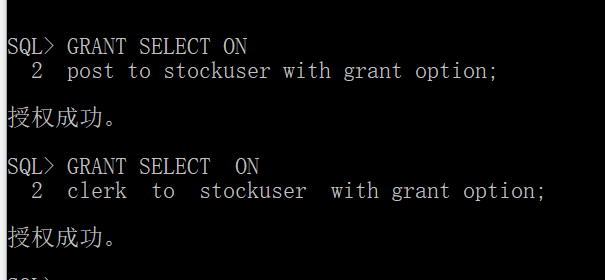 SQL> GRANT SELECT ON
  2  post to stockuser with grant option;
授权成功。
SQL> GRANT SELECT  ON
  2  clerk  to  stockuser  with grant option;
授权成功。
SQL>